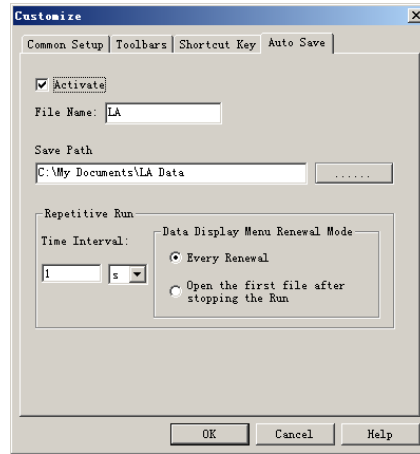 Customize
Common Setup Toolbars Shortcut Key Auto Save
Activate
File Name: LA
Save Path
C:\My Documents\LA Data ......
Repetitive Run
Time Interval: Data Display Menu Renewal Mode
1 s Every Renewal
Open the first file after
stopping the Run
OK Cancel Help